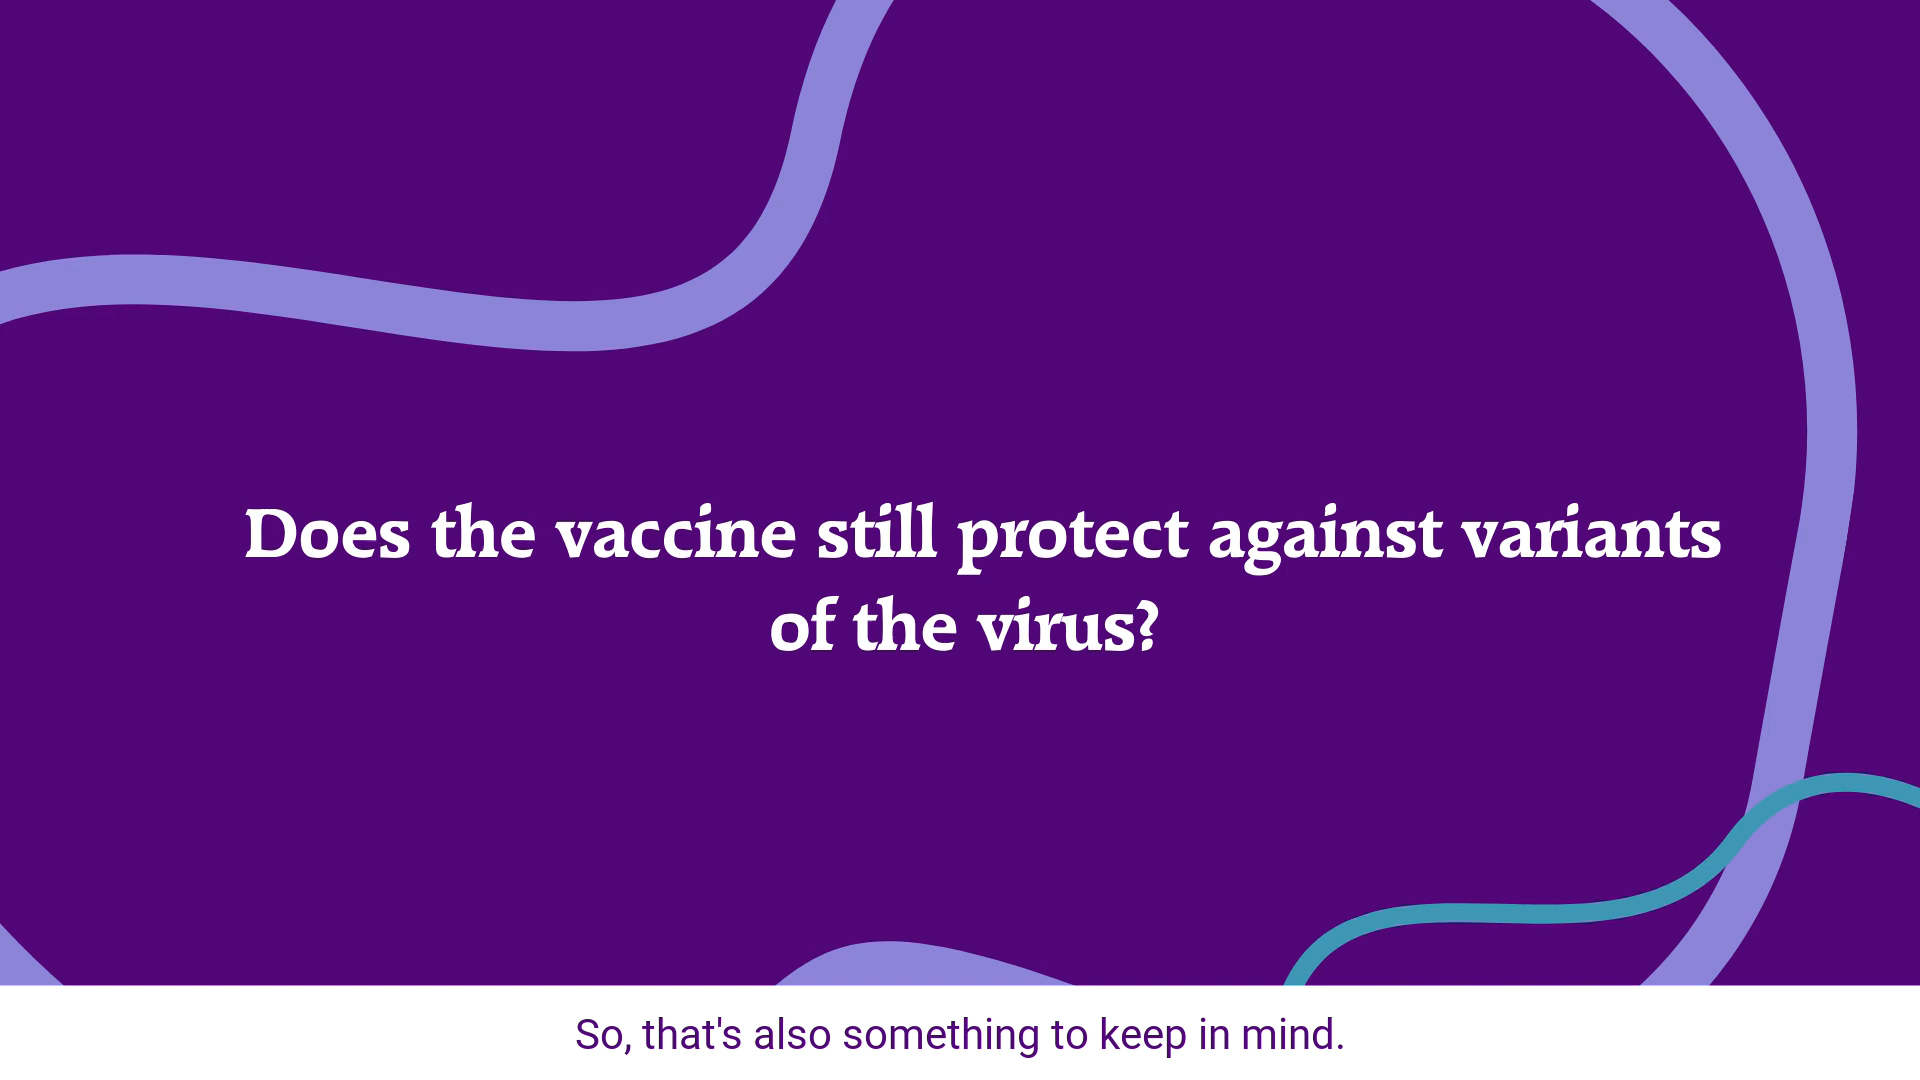 Does the vaccine still protect against variants
of the virus?
So, that's also something to keep in mind.